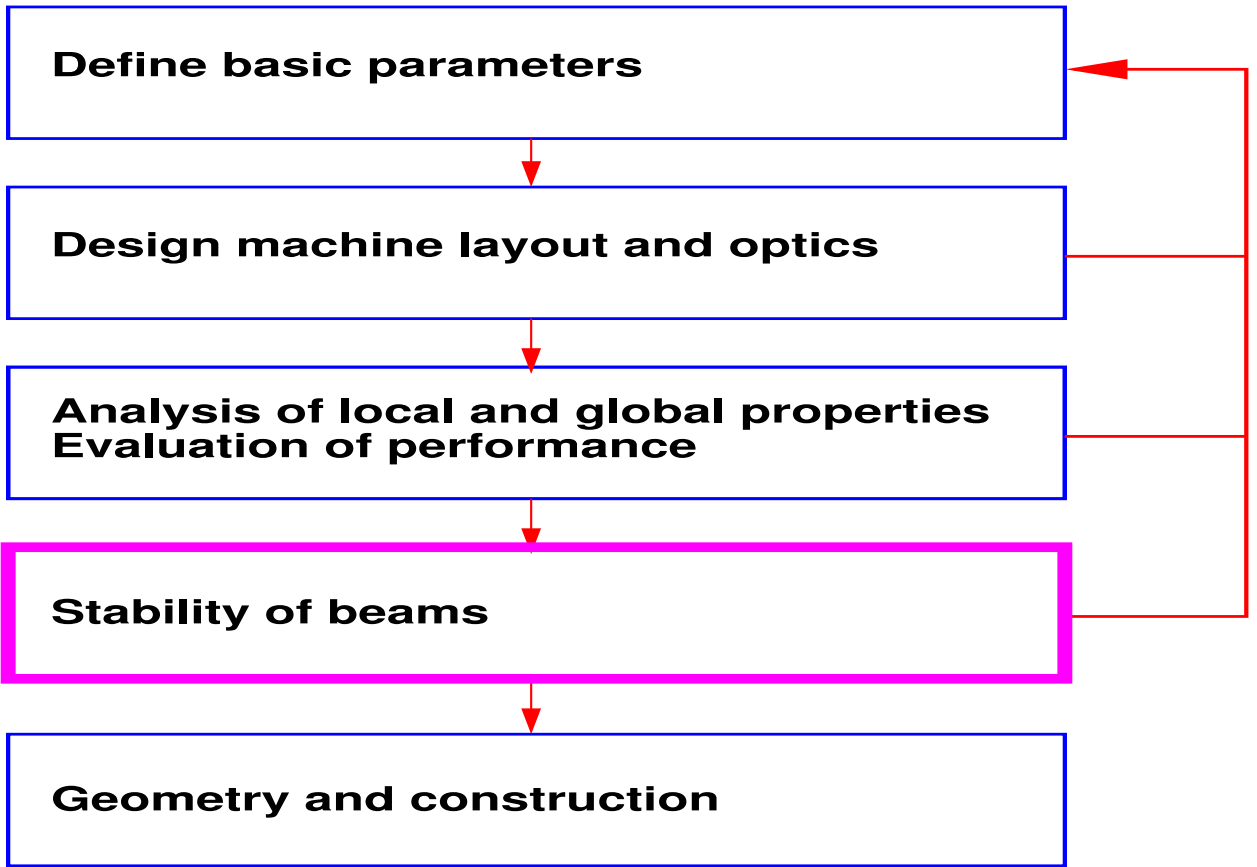 Define basic parameters
Design machine layout and optics
Analysis of local and global properties
Evaluation of performance
Stability of beams
Geometry and construction